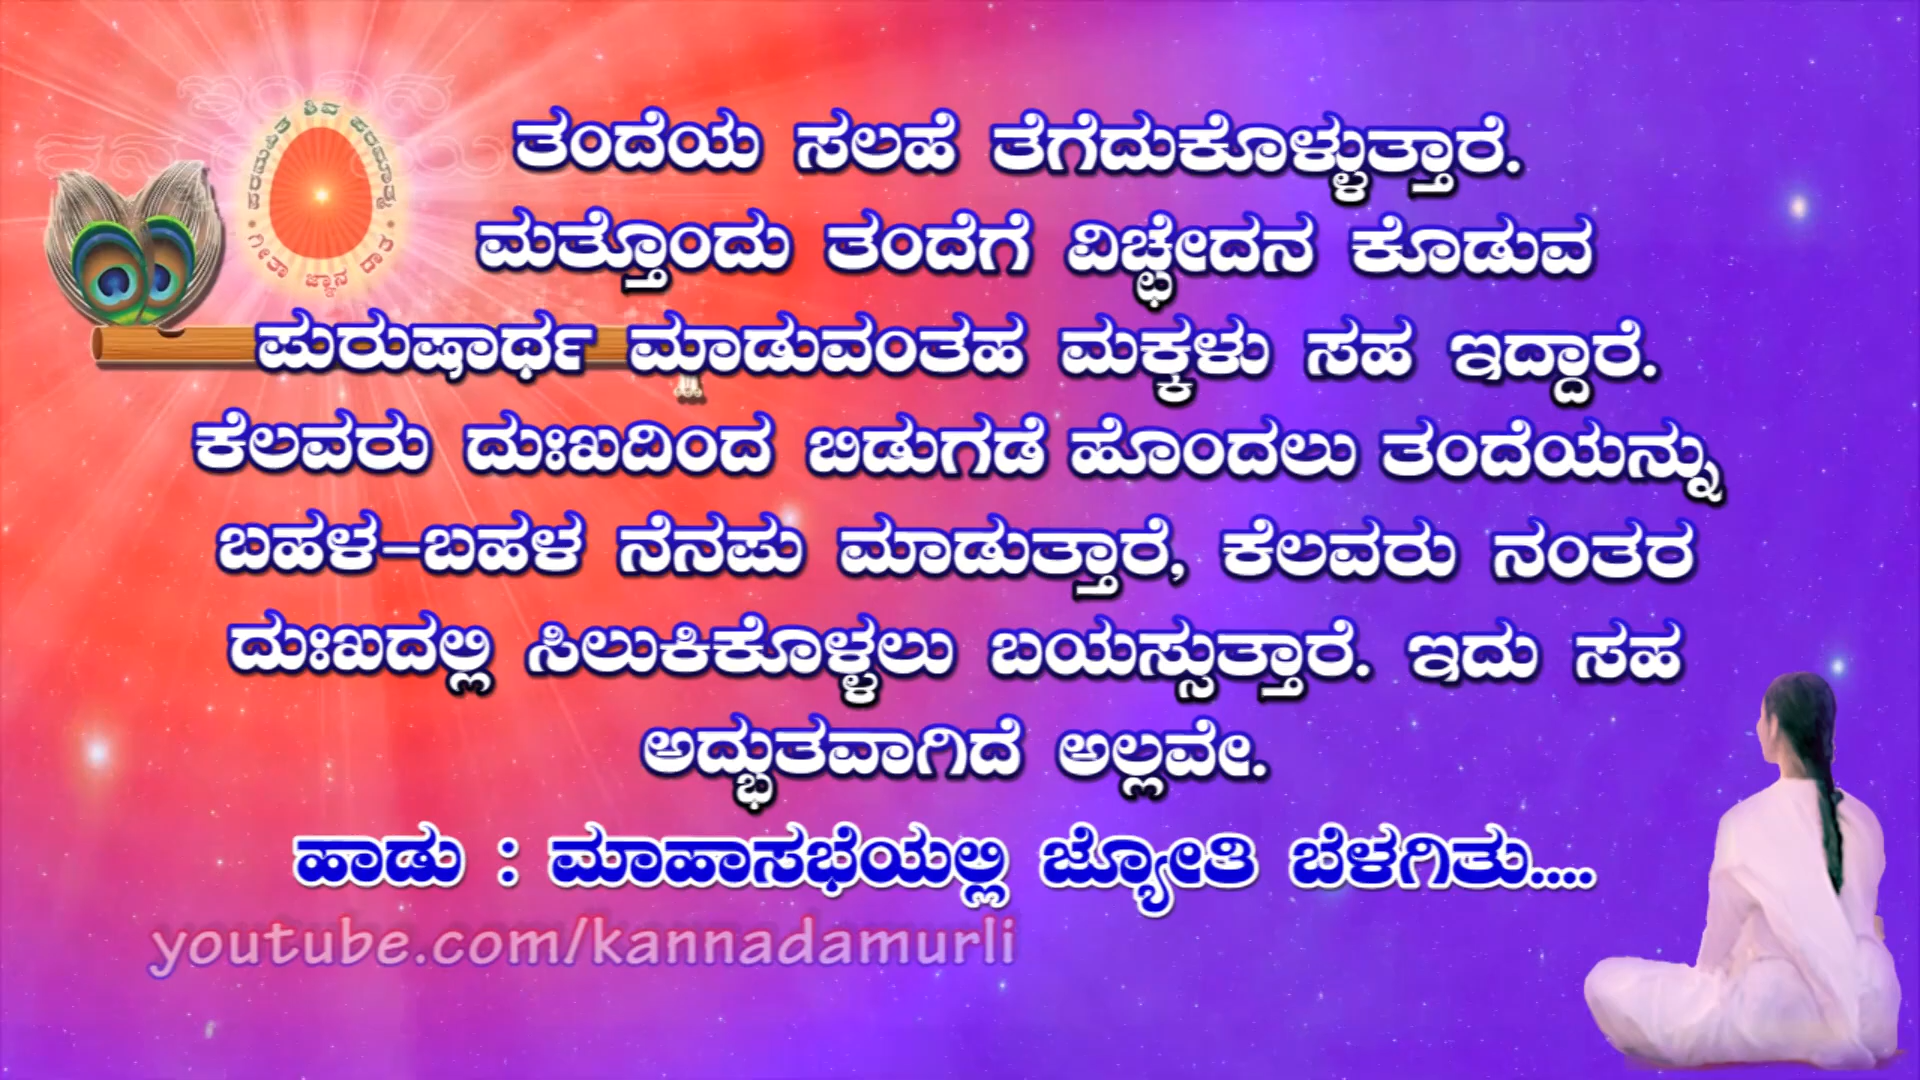 ಶಿವ ಪರಮಾತ್ಮ
ಗೀತಾ ಜ್ಞಾನ ದಾತ
ತಂದೆಯ ಸಲಹೆ ತೆಗೆದುಕೊಳ್ಳುತ್ತಾರೆ.
ಮತ್ತೊಂದು ತಂದೆಗೆ ವಿಚ್ಛೇದನ ಕೊಡುವ
ಪುರುಷಾರ್ಥ ಮಾಡುವಂತಹ ಮಕ್ಕಳು ಸಹ ಇದ್ದಾರೆ.
ಕೆಲವರು ದುಃಖದಿಂದ ಬಿಡುಗಡೆ ಹೊಂದಲು ತಂದೆಯನ್ನು
ಬಹಳ-ಬಹಳ ನೆನಪು ಮಾಡುತ್ತಾರೆ, ಕೆಲವರು ನಂತರ
ದುಃಖದಲ್ಲಿ ಸಿಲುಕಿಕೊಳ್ಳಲು ಬಯಸ್ಸುತ್ತಾರೆ. ಇದು ಸಹ
ಅದ್ಭುತವಾಗಿದೆ ಅಲ್ಲವೇ.
ಹಾಡು : ಮಾಹಾಸಭೆಯಲ್ಲಿ ಜ್ಯೋತಿ ಬೆಳಗಿತು....
youtube.com/kannadamurli